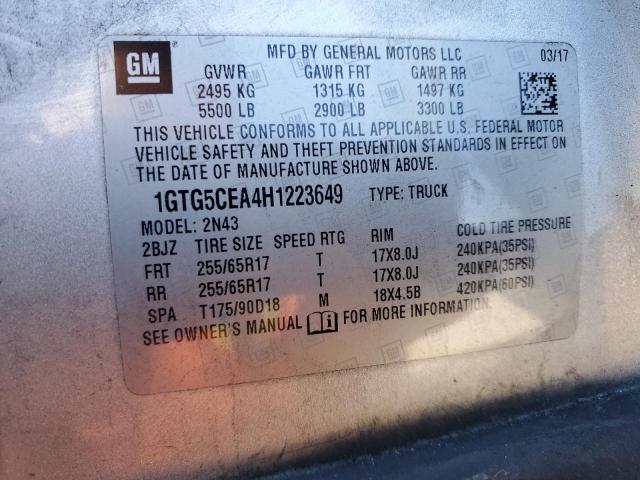 GM
MFD BY GENERAL MOTORS LLC 03/17
GVWR GAWR FRT GAWR RR
2495 KG 1315 KG 1497 KG
5500 LB 2900 LB 3300 LB
THIS VEHICLE CONFORMS TO ALL APPLICABLE U.S. FEDERAL MOTOR
VEHICLE SAFETY AND THEFT PREVENTION STANDARDS IN EFFECT ON
THE DATE OF MANUFACTURE SHOWN ABOVE.
1GTG5CEA4H1223649 TYPE: TRUCK
MODEL: 2N43
2BJZ TIRE SIZE SPEED RTG RIM COLD TIRE PRESSURE
FRT 255/65R17 T 17X8.0J 240KPA(35PSI)
RR 255/65R17 T 17X8.0J 240KPA(35PSI)
SPA T175/90D18 M 18X4.5B 420KPA(60PSI)
SEE OWNER'S MANUAL FOR MORE INFORMATION.